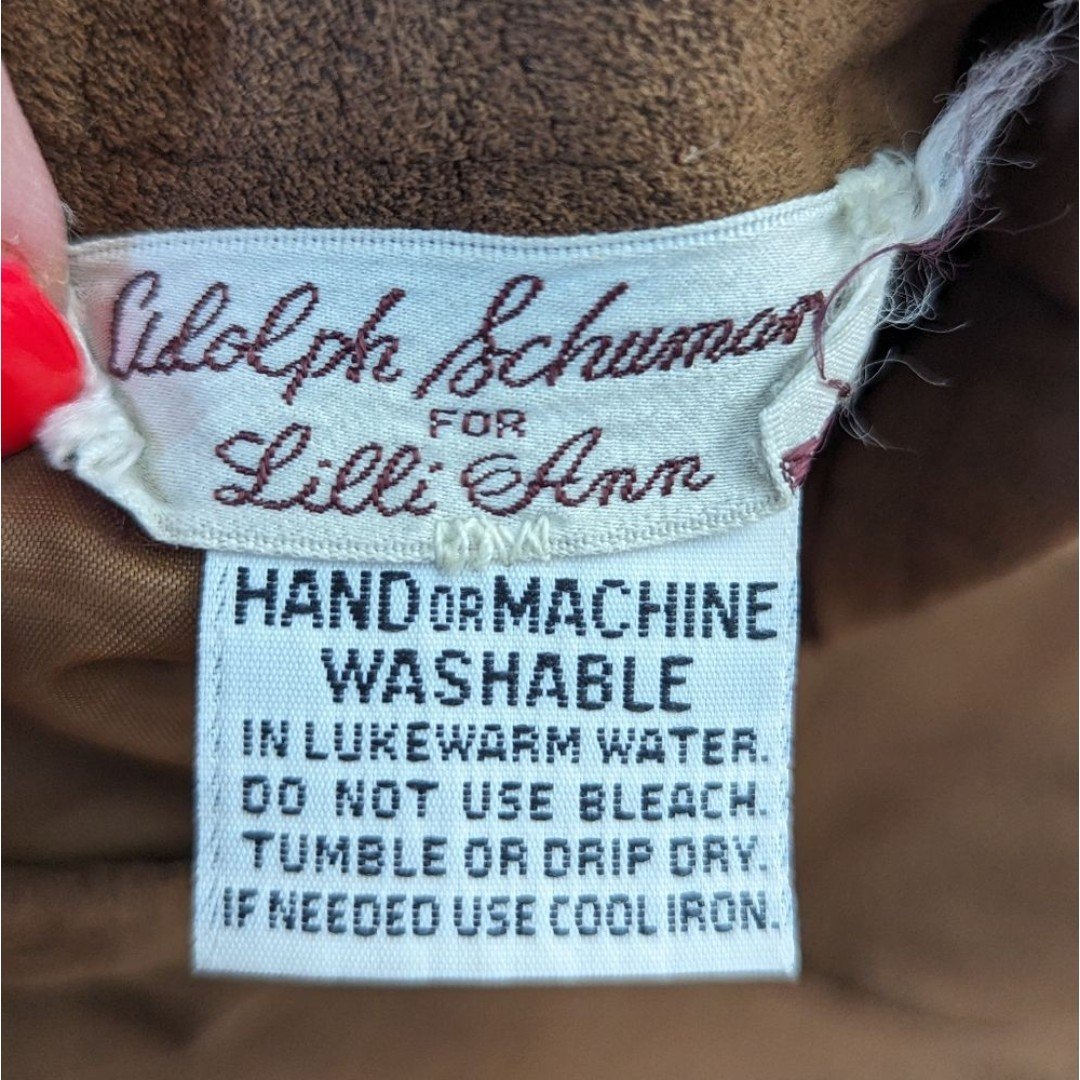 Adolph Schuman
FOR
Lilli Ann
HAND OR MACHINE
WASHABLE
IN LUKEWARM WATER.
DO NOT USE BLEACH.
TUMBLE OR DRIP DRY.
IF NEEDED USE COOL IRON.